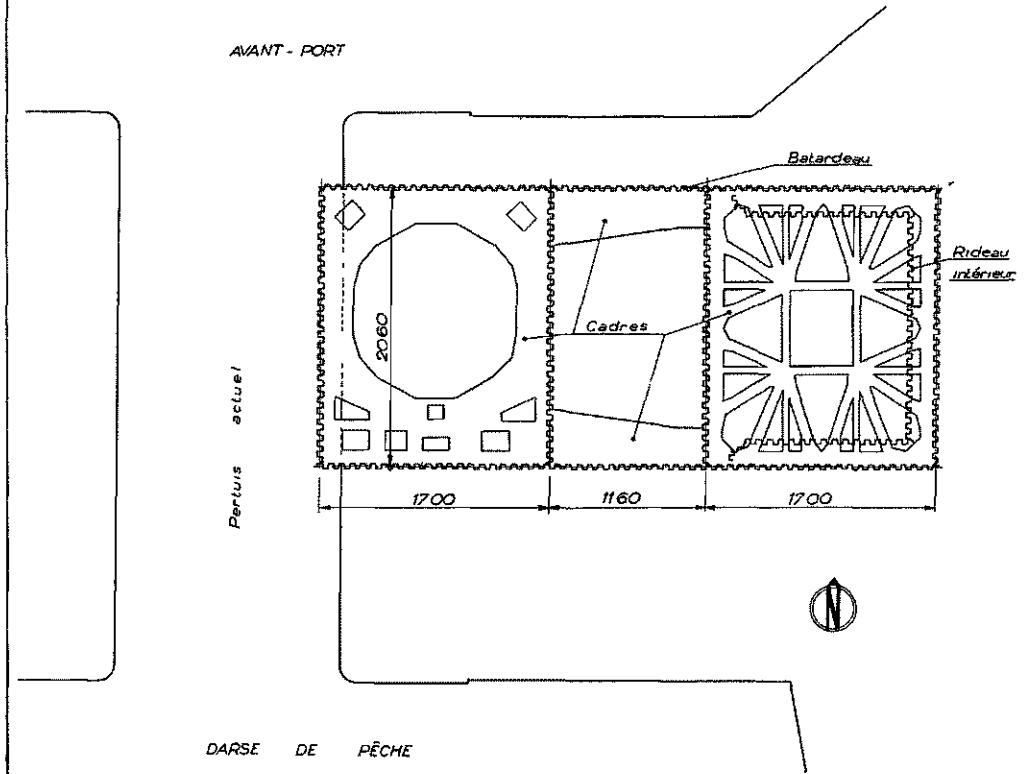 AVANT - PORT
Batardeau
Rideau
intérieur
Cadres
2060
Pertuis actuel
1700
1160
1700
N
DARSE DE PÊCHE